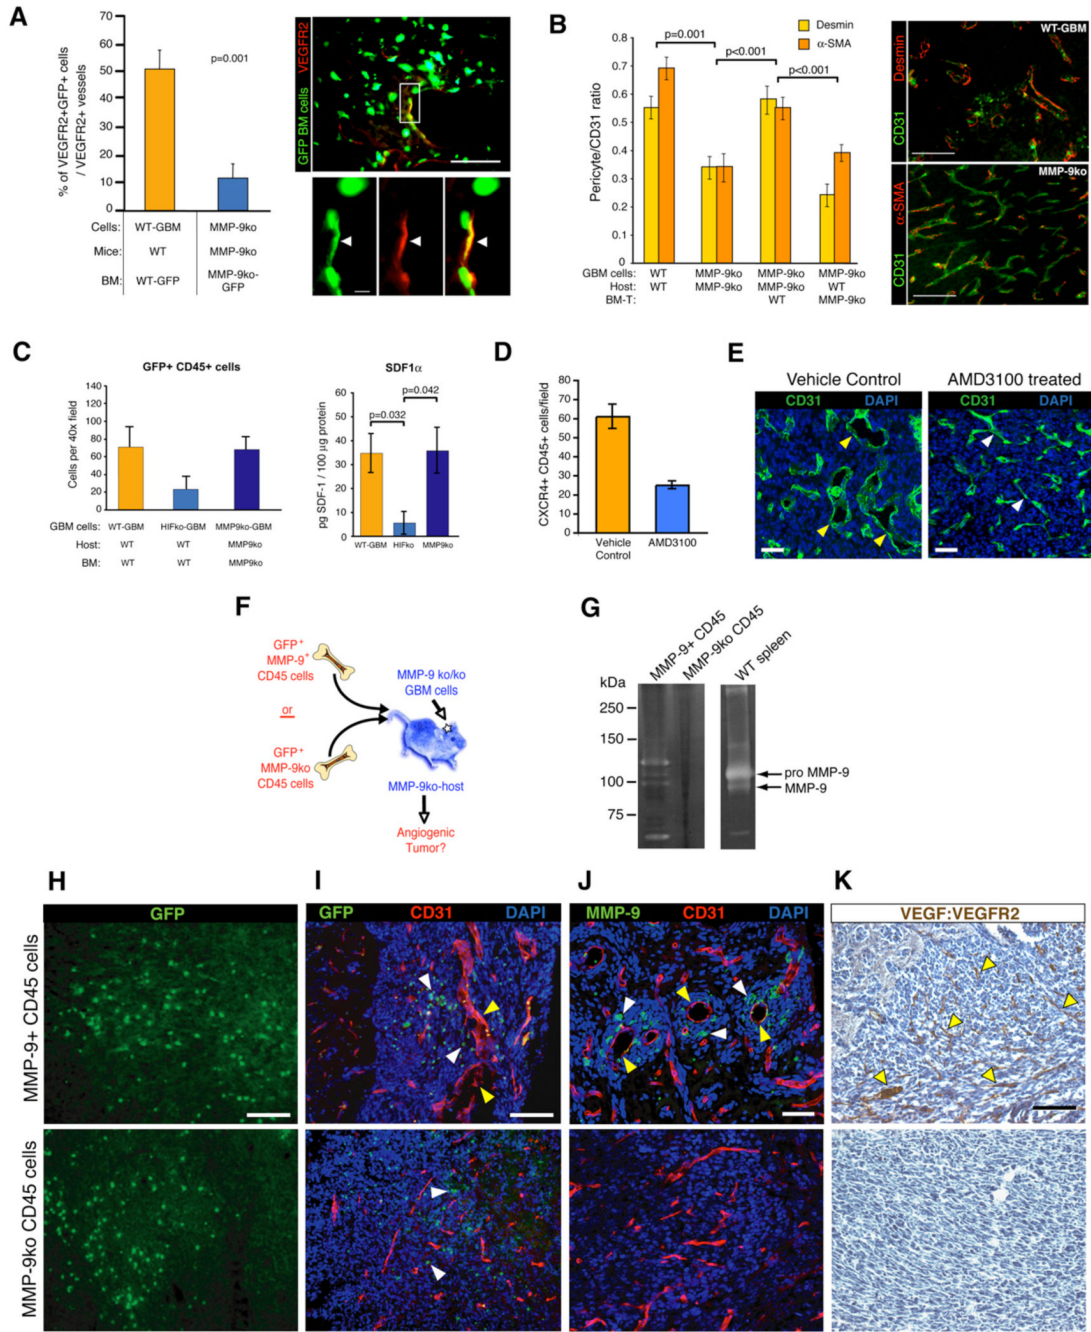 A
% of VEGFR2+GFP+ cells
/ VEGFR2+ vessels
70
60
50
40
30
20
10
0
p=0.001
Cells: WT-GBM MMP-9ko
Mice: WT MMP-9ko
BM: WT-GFP MMP-9ko-
GFP
GFP BM cells VEGFR2
B
Desmin
α-SMA
Pericyte/CD31 ratio
0.8
0.7
0.6
0.5
0.4
0.3
0.2
0.1
0
p=0.001
p<0.001
p<0.001
GBM cells: WT MMP-9ko MMP-9ko MMP-9ko
Host: WT MMP-9ko MMP-9ko WT
BM-T: WT MMP-9ko
WT-GBM
CD31 Desmin
MMP-9ko
CD31 α-SMA
C
GFP+ CD45+ cells
Cells per 40x field
140
120
100
80
60
40
20
0
GBM cells: WT-GBM HIFko-GBM MMP9ko-GBM
Host: WT WT MMP9ko
BM: WT WT MMP9ko
SDF1α
pg SDF-1 / 100 µg protein
60
50
40
30
20
10
0
p=0.032
p=0.042
WT-GBM HIFko MMP9ko
D
CXCR4+ CD45+ cells/field
80
70
60
50
40
30
20
10
0
Vehicle
Control
AMD3100
E
Vehicle Control AMD3100 treated
CD31 DAPI CD31 DAPI
F
GFP+
MMP-9+
CD45 cells
or
GFP+
MMP-9ko
CD45 cells
MMP-9 ko/ko
GBM cells
MMP-9ko-host
Angiogenic
Tumor?
G
MMP-9+ CD45
MMP-9ko CD45
WT spleen
kDa
250
150
100
75
pro MMP-9
MMP-9
H
GFP
I
GFP CD31 DAPI
J
MMP-9 CD31 DAPI
K
VEGF:VEGFR2
MMP-9+ CD45 cells
MMP-9ko CD45 cells